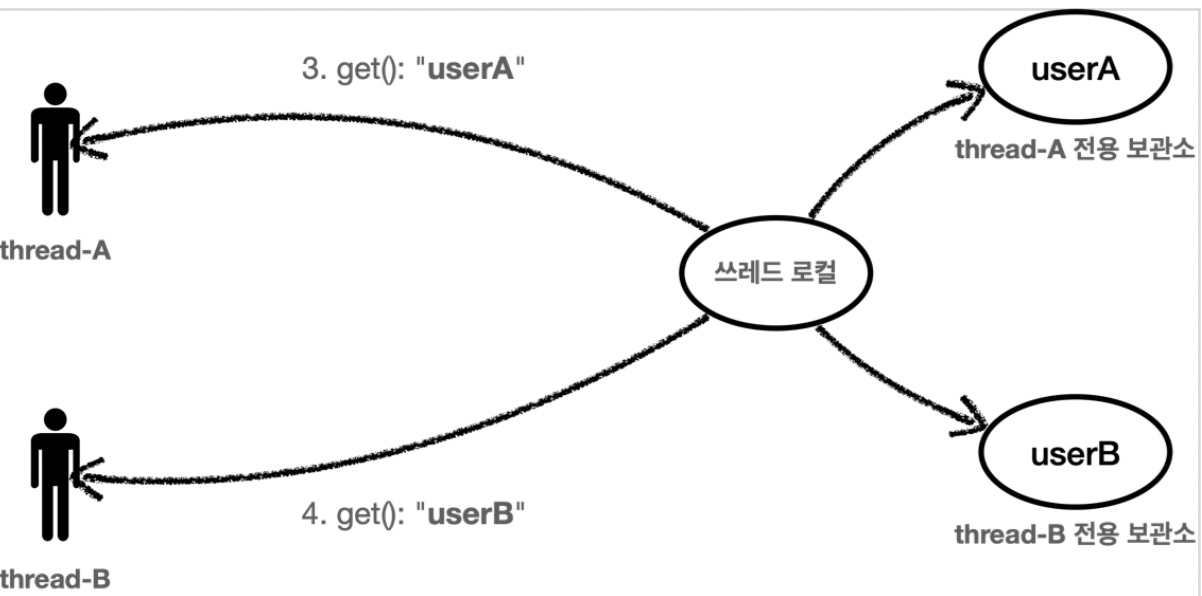 3. get(): "userA"
userA
thread-A 전용 보관소
thread-A
쓰레드 로컬
userB
4. get(): "userB"
thread-B 전용 보관소
thread-B